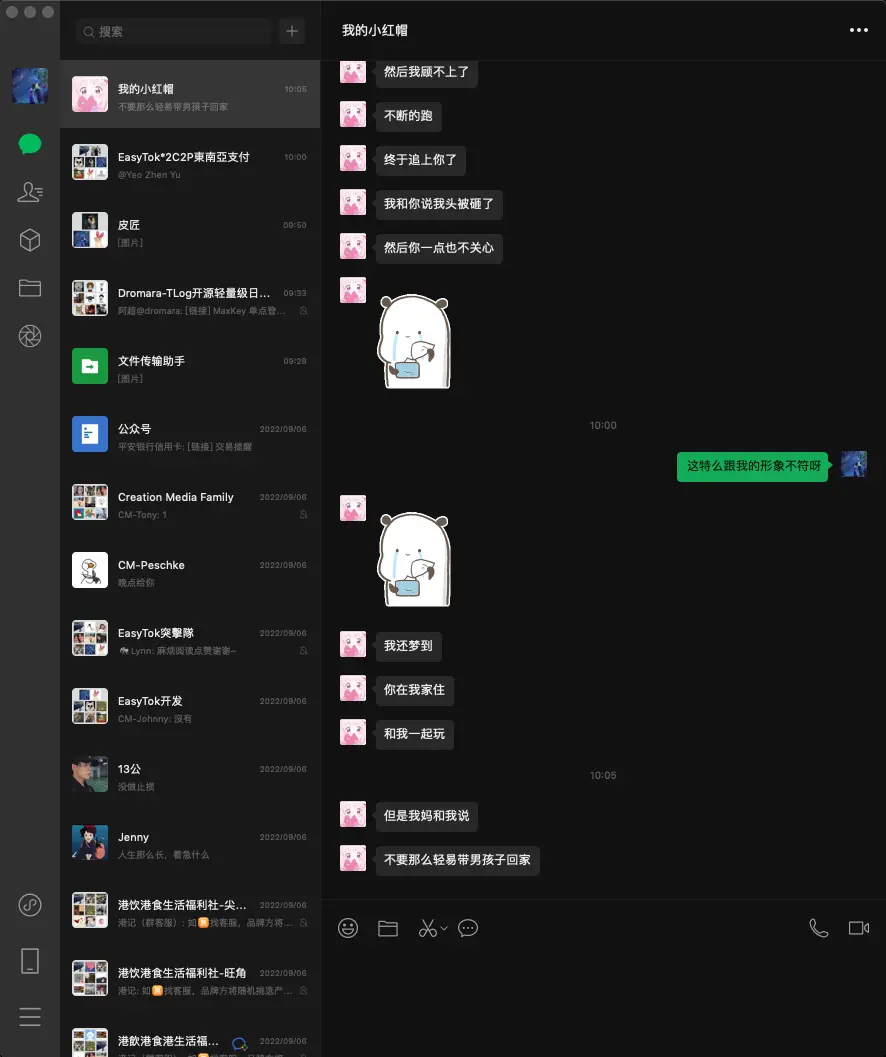 搜索
我的小红帽
10:05
不要那么轻易带男孩子回家
EasyTok*2C2P東南亞支付
10:00
@Yeo Zhen Yu
皮匠
09:50
[图片]
Dromara-TLog开源轻量级日...
09:33
阿超@dromara: [链接] MaxKey 单点登...
文件传输助手
09:28
[图片]
公众号
2022/09/06
平安银行信用卡: [链接] 交易提醒
Creation Media Family
2022/09/06
CM-Tony: 1
CM-Peschke
2022/09/06
晚点给你
EasyTok突擊隊
2022/09/06
Lynn: 麻烦阅读点赞谢谢~
EasyTok开发
2022/09/06
CM-Johnny: 沒有
13公
2022/09/06
没做止损
Jenny
2022/09/06
人生那么长，着急什么
港饮港食生活福利社-尖...
2022/09/06
港记（群客服）: 如找客服，品牌方将...
港饮港食生活福利社-旺角
2022/09/06
港记: 如找客服，品牌方将随机挑选产...
港飲港食港生活福...
2022/09/06
我的小红帽
然后我顾不上了
不断的跑
终于追上你了
我和你说我头被砸了
然后你一点也不关心
10:00
这特么跟我的形象不符呀
我还梦到
你在我家住
和我一起玩
10:05
但是我妈和我说
不要那么轻易带男孩子回家